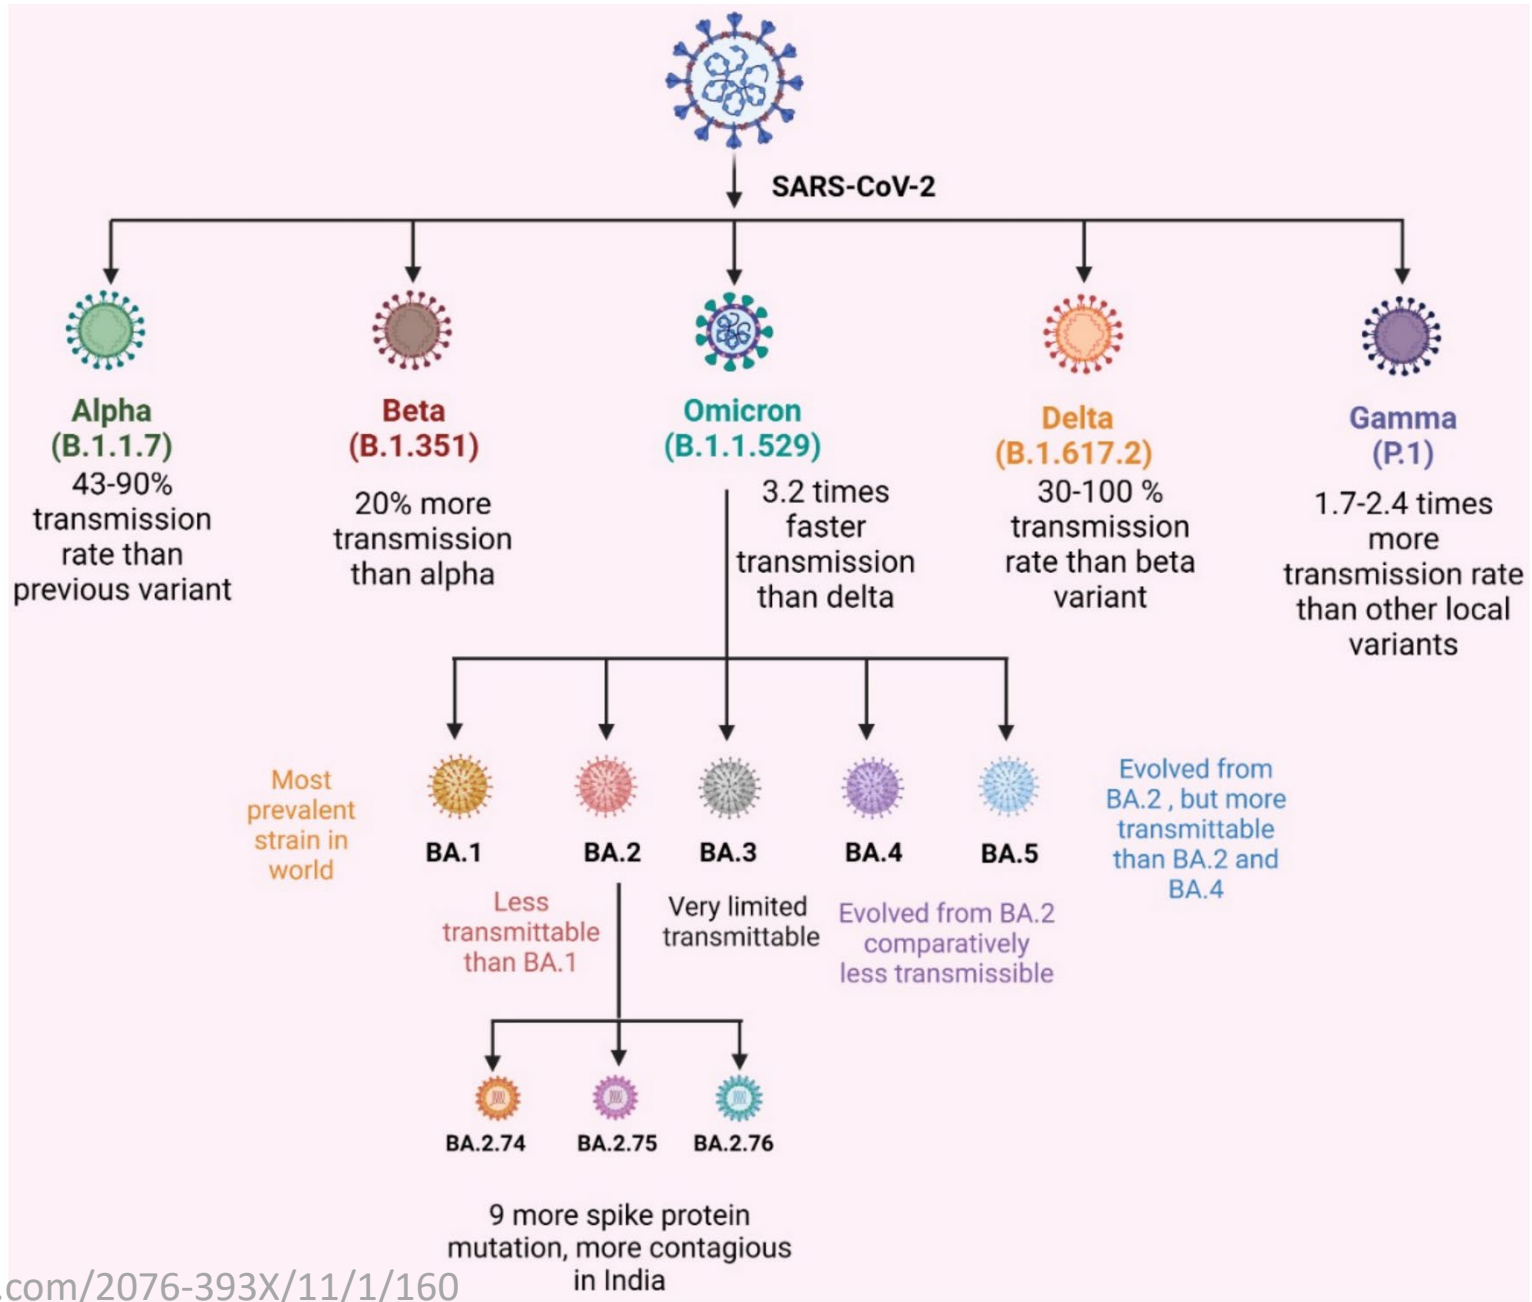 SARS-CoV-2
Alpha
(B.1.1.7)
43-90%
transmission
rate than
previous variant
Beta
(B.1.351)
20% more
transmission
than alpha
Omicron
(B.1.1.529)
3.2 times
faster
transmission
than delta
Delta
(B.1.617.2)
30-100 %
transmission
rate than beta
variant
Gamma
(P.1)
1.7-2.4 times
more
transmission rate
than other local
variants
Most
prevalent
strain in
world
BA.1
BA.2
Less
transmittable
than BA.1
BA.3
Very limited
transmittable
BA.4
Evolved from BA.2
comparatively
less transmissible
BA.5
Evolved from
BA.2 , but more
transmittable
than BA.2 and
BA.4
BA.2.74
BA.2.75
BA.2.76
9 more spike protein
mutation, more contagious
in India
.com/2076-393X/11/1/160